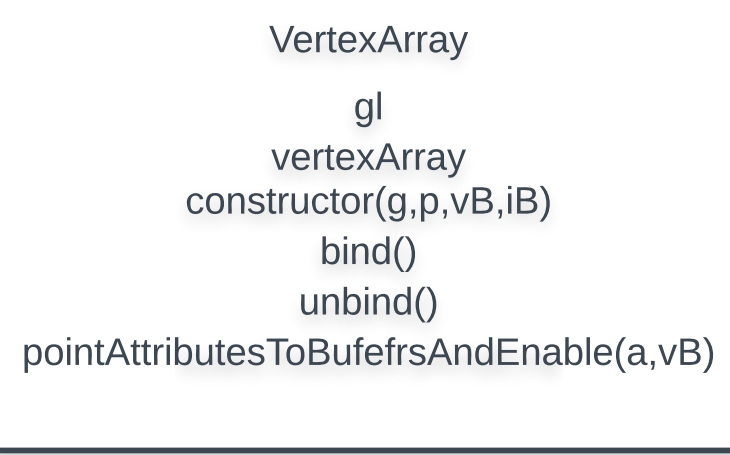 VertexArray
gl
vertexArray
constructor(g,p,vB,iB)
bind()
unbind()
pointAttributesToBufefrsAndEnable(a,vB)